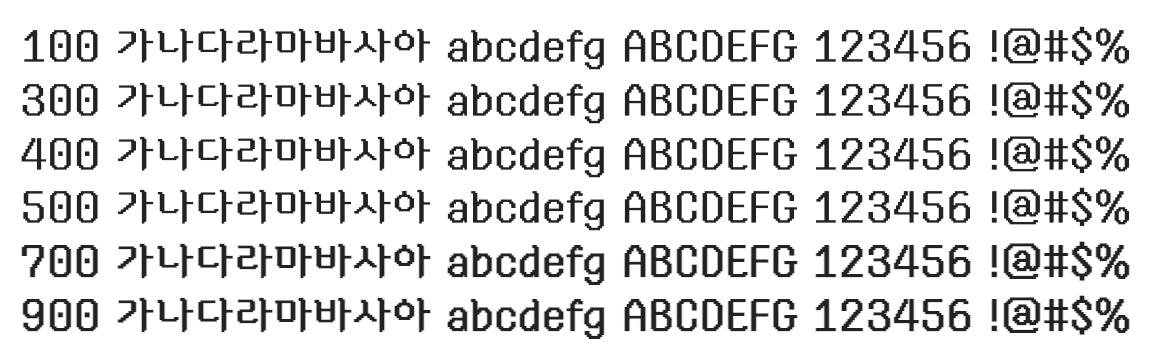 100 가나다라마바사아 abcdefg ABCDEFG 123456 !@#$%
300 가나다라마바사아 abcdefg ABCDEFG 123456 !@#$%
400 가나다라마바사아 abcdefg ABCDEFG 123456 !@#$%
500 가나다라마바사아 abcdefg ABCDEFG 123456 !@#$%
700 가나다라마바사아 abcdefg ABCDEFG 123456 !@#$%
900 가나다라마바사아 abcdefg ABCDEFG 123456 !@#$%